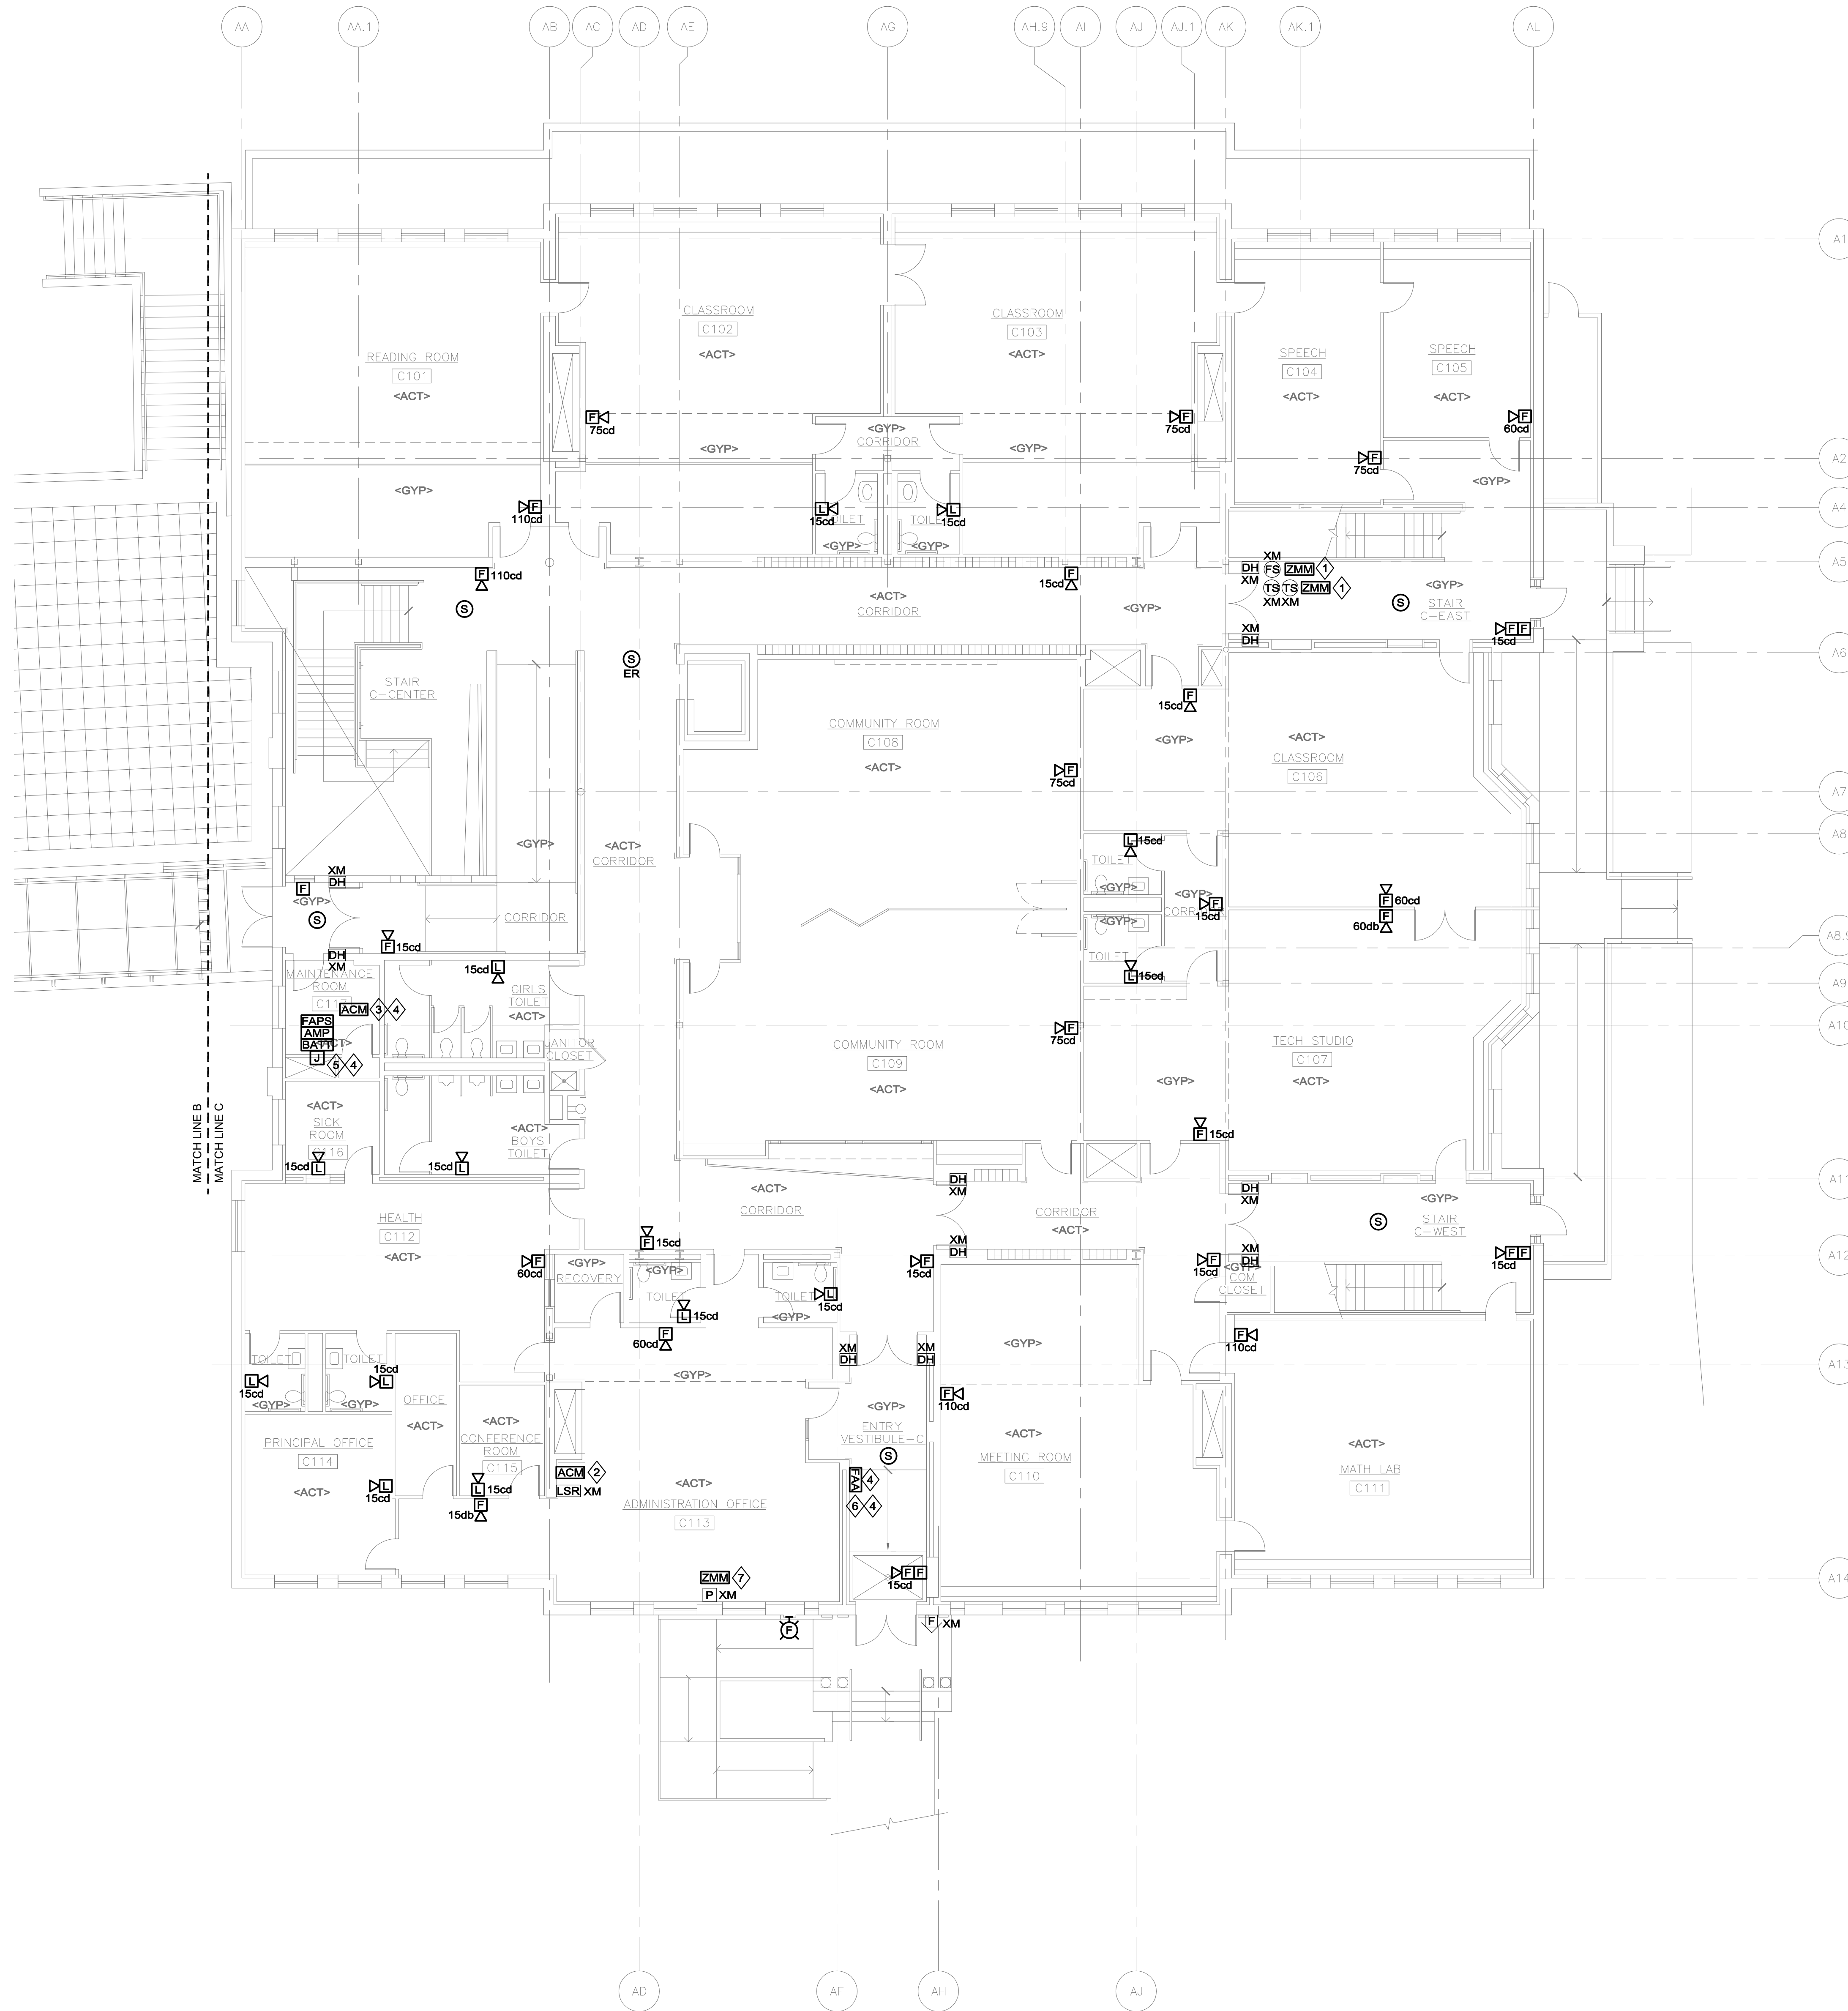 AA
AA.1
AB
AC
AD
AE
AG
AH.9
AI
AJ
AJ.1
AK
AK.1
AL
A1
CLASSROOM
C102
<ACT>
CLASSROOM
C103
<ACT>
READING ROOM
C101
<ACT>
SPEECH
C104
<ACT>
SPEECH
C105
<ACT>
F
75cd
F
75cd
F
60cd
<GYP>
CORRIDOR
<GYP>
<GYP>
F
75cd
A2
<GYP>
<GYP>
F
110cd
L
15cd
TOILET
<GYP>
L
15cd
<GYP>
A4
XM
DH
FS
ZMM
1
XM
TS
TS
ZMM
1
XM
XM
A5
F
110cd
F
15cd
<ACT>
CORRIDOR
<GYP>
<GYP>
STAIR
C-EAST
S
S
XM
DH
F F
15cd
S
ER
A6
STAIR
C-CENTER
F
15cd
COMMUNITY ROOM
C108
<ACT>
<GYP>
<ACT>
CLASSROOM
C106
F
75cd
A7
A8
L
15cd
TOILET
<GYP>
<GYP>
<ACT>
CORRIDOR
<GYP>
XM
DH
F
<GYP>
S
CORRIDOR
F
15cd
F
60cd
F
60db
<GYP>
TOILET
L
15cd
F
15cd
DH
XM
MAINTENANCE
ROOM
ACM
3
4
FAPS
AMP
BATT
J
5
4
L
15cd
GIRLS
TOILET
<ACT>
JANITOR
CLOSET
A9
A10
F
75cd
COMMUNITY ROOM
C109
<ACT>
TECH STUDIO
C107
<ACT>
<GYP>
MATCH LINE B
MATCH LINE C
<ACT>
SICK
ROOM
15cd
L
<ACT>
BOYS
TOILET
15cd
L
F
15cd
A11
<ACT>
CORRIDOR
DH
XM
CORRIDOR
<ACT>
XM
DH
DH
XM
<GYP>
STAIR
C-WEST
S
HEALTH
C112
<ACT>
F
60cd
F
15cd
F
15cd
F
15cd
XM
DH
<GYP>
COM
CLOSET
F F
15cd
A12
<GYP>
RECOVERY
<GYP>
TOILET
L
15cd
TOILET
L
15cd
<GYP>
F
60cd
XM
DH
XM
DH
<GYP>
F
110cd
A13
TOILET
L
15cd
<GYP>
TOILET
15cd
L
<GYP>
OFFICE
<ACT>
<GYP>
F
110cd
<GYP>
ENTRY
VESTIBULE-C
S
<ACT>
MEETING ROOM
C110
<ACT>
MATH LAB
C111
PRINCIPAL OFFICE
C114
<ACT>
L
15cd
<ACT>
CONFERENCE
ROOM
C115
L
15cd
F
15db
ACM
2
LSR
XM
<ACT>
ADMINISTRATION OFFICE
C113
FAA
4
6
4
ZMM
7
P
XM
F F
15cd
A14
F
F
XM
AD
AF
AH
AJ